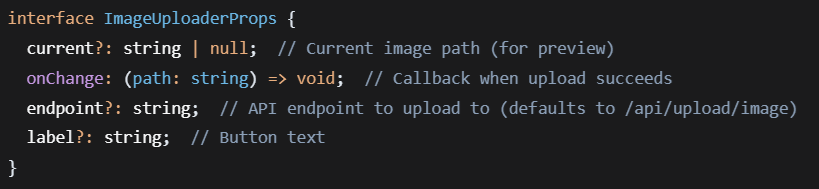 interface ImageUploaderProps {
  current?: string | null;  // Current image path (for preview)
  onChange: (path: string) => void;  // Callback when upload succeeds
  endpoint?: string;  // API endpoint to upload to (defaults to /api/upload/image)
  label?: string;  // Button text
}